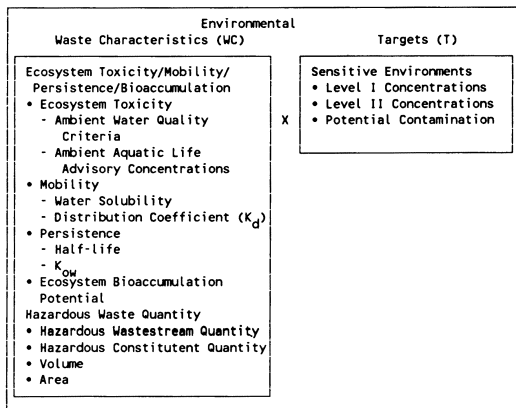 Environmental
Waste Characteristics (WC)
Targets (T)
Ecosystem Toxicity/Mobility/
Persistence/Bioaccumulation
• Ecosystem Toxicity
- Ambient Water Quality
Criteria
- Ambient Aquatic Life
Advisory Concentrations
• Mobility
- Water Solubility
- Distribution Coefficient (Kd)
• Persistence
- Half-life
- Kow
• Ecosystem Bioaccumulation
Potential
Hazardous Waste Quantity
• Hazardous Wastestream Quantity
• Hazardous Constitutent Quantity
• Volume
• Area
X
Sensitive Environments
• Level I Concentrations
• Level II Concentrations
• Potential Contamination